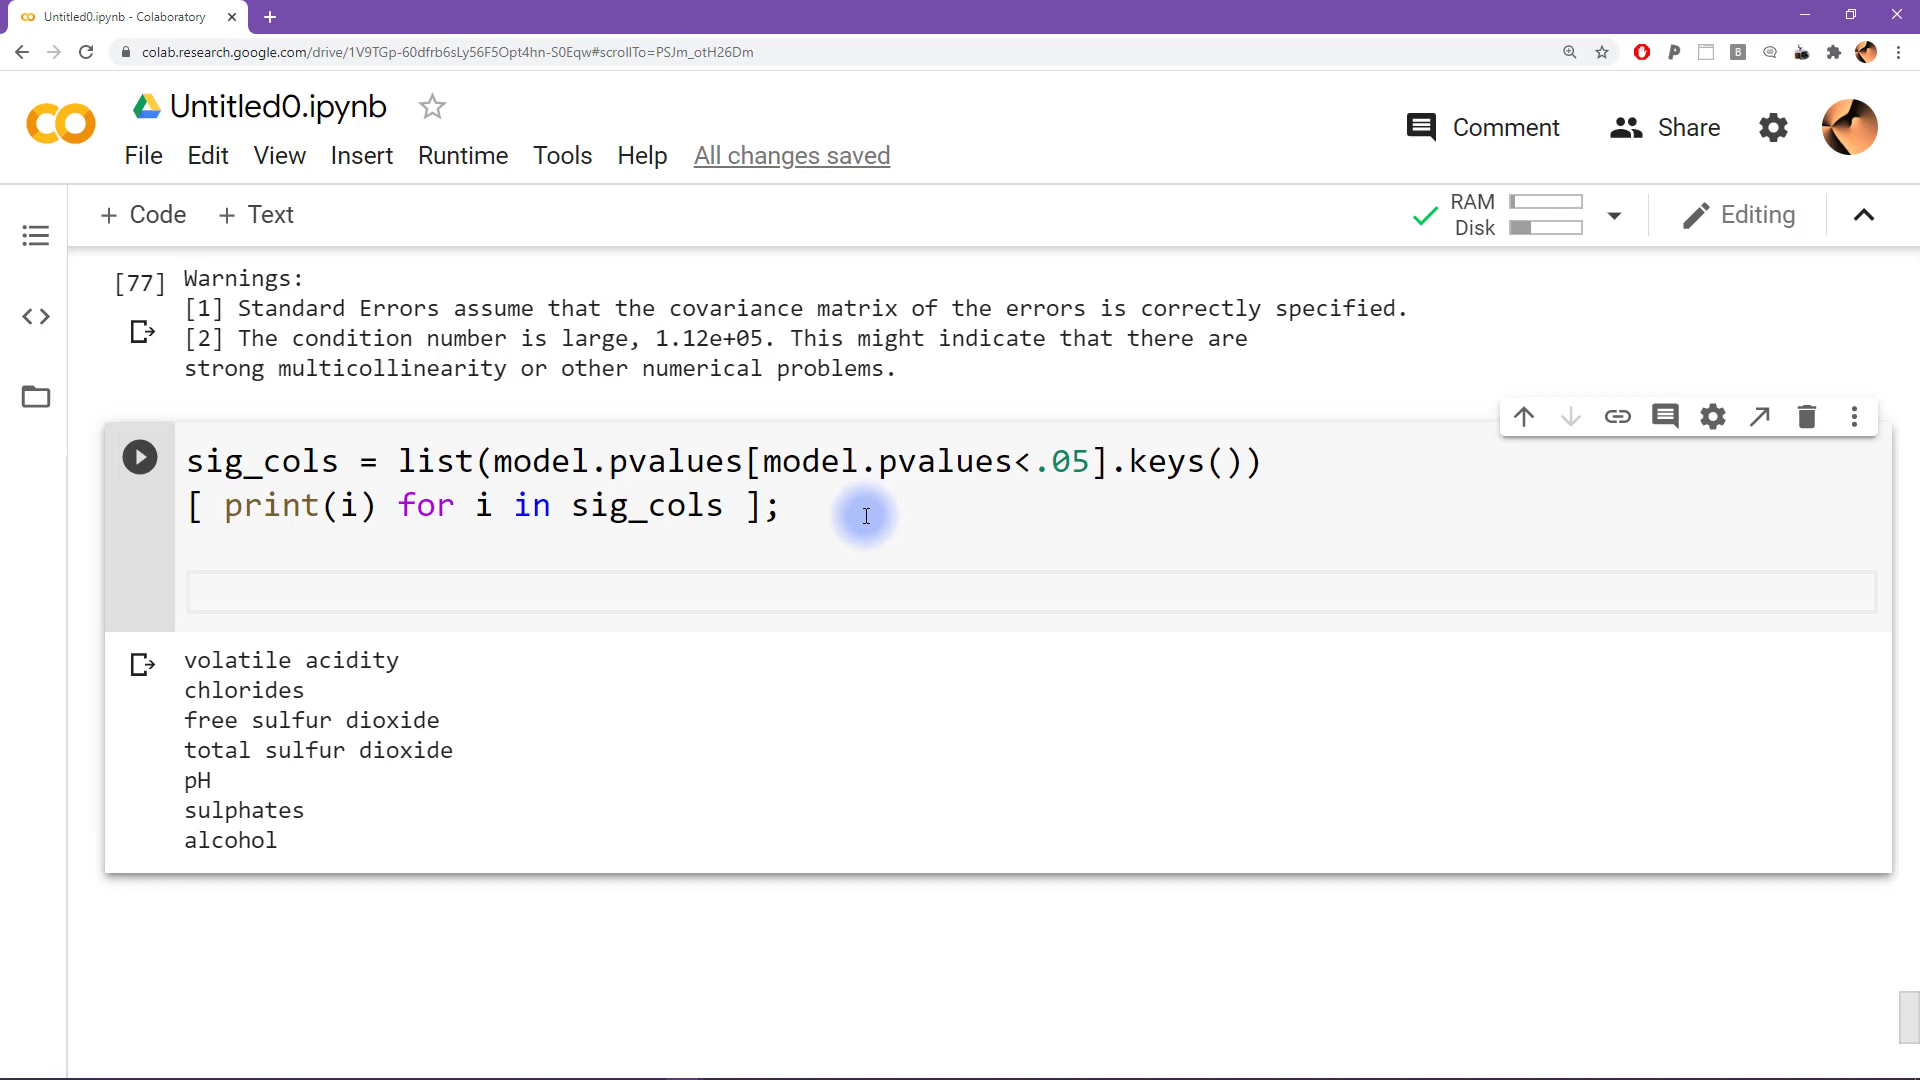 Untitled0.ipynb - Colaboratory
colab.research.google.com/drive/1V9TGp-60dfrb6sLy56F5Opt4hn-S0Eqw#scrollTo=PSJm_otH26Dm
Untitled0.ipynb
Comment
Share
File Edit View Insert Runtime Tools Help All changes saved
+ Code + Text
RAM
Disk
Editing
[77] Warnings:
[1] Standard Errors assume that the covariance matrix of the errors is correctly specified.
[2] The condition number is large, 1.12e+05. This might indicate that there are
strong multicollinearity or other numerical problems.
sig_cols = list(model.pvalues[model.pvalues<.05].keys())
[ print(i) for i in sig_cols ];
volatile acidity
chlorides
free sulfur dioxide
total sulfur dioxide
pH
sulphates
alcohol